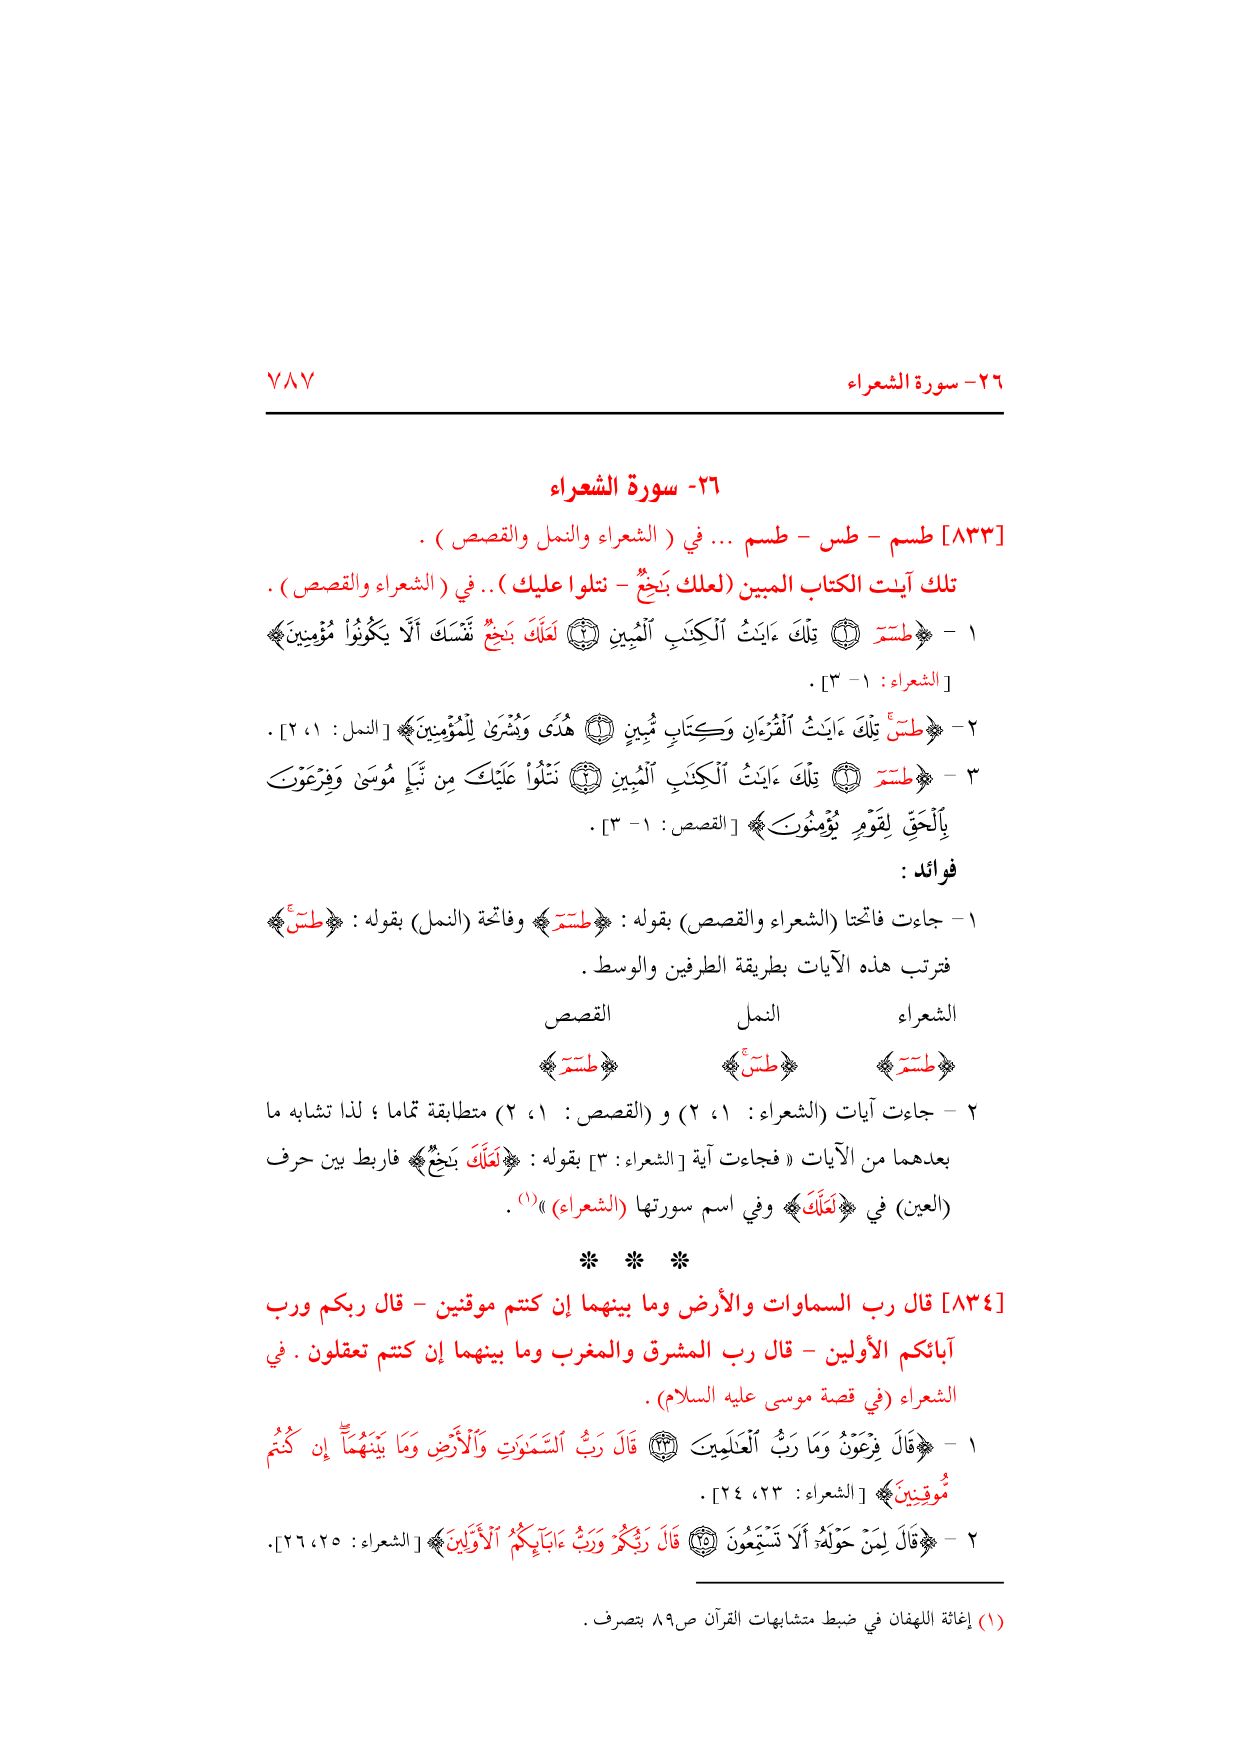 ٢٦- سورة الشعراء ٧٨٧
٢٦- سورة الشعراء
[٨٣٣] طسم – طس – طسم ... في ( الشعراء والنمل والقصص ) .
تلك آيـٰت الكتاب المبين (لعلك بَـٰخِعٌ – نتلوا عليك ).. في ( الشعراء والقصص ) .
١ – ﴿طسٓمٓ ١ تِلۡكَ ءَايَـٰتُ ٱلۡكِتَـٰبِ ٱلۡمُبِينِ ٢ لَعَلَّكَ بَـٰخِعٞ نَّفۡسَكَ أَلَّا يَكُونُواْ مُؤۡمِنِينَ﴾
[الشعراء : ١– ٣] .
٢– ﴿طسٓۚ تِلۡكَ ءَايَـٰتُ ٱلۡقُرۡءَانِ وَكِتَابٖ مُّبِينٍ ١ هُدٗى وَبُشۡرَىٰ لِلۡمُؤۡمِنِينَ﴾ [النمل : ١، ٢] .
٣ – ﴿طسٓمٓ ١ تِلۡكَ ءَايَـٰتُ ٱلۡكِتَـٰبِ ٱلۡمُبِينِ ٢ نَتۡلُواْ عَلَيۡكَ مِن نَّبَإِ مُوسَىٰ وَفِرۡعَوۡنَ
بِٱلۡحَقِّ لِقَوۡمٖ يُؤۡمِنُونَ﴾ [القصص : ١– ٣] .
فوائد :
١– جاءت فاتحتا (الشعراء والقصص) بقوله : ﴿طسٓمٓ﴾ وفاتحة (النمل) بقوله : ﴿طسٓۚ﴾
فترتب هذه الآيات بطريقة الطرفين والوسط .
الشعراء النمل القصص
﴿طسٓمٓ﴾ ﴿طسٓۚ﴾ ﴿طسٓمٓ﴾
٢ – جاءت آيات (الشعراء : ١، ٢) و (القصص : ١، ٢) متطابقة تماما ؛ لذا تشابه ما
بعدهما من الآيات « فجاءت آية [الشعراء : ٣] بقوله : ﴿لَعَلَّكَ بَـٰخِعٞ﴾ فاربط بين حرف
(العين) في ﴿لَعَلَّكَ﴾ وفي اسم سورتها (الشعراء) »(١) .
❊ ❊ ❊
[٨٣٤] قال رب السماوات والأرض وما بينهما إن كنتم موقنين – قال ربكم ورب
آبائكم الأولين – قال رب المشرق والمغرب وما بينهما إن كنتم تعقلون . في
الشعراء (في قصة موسى عليه السلام) .
١ – ﴿قَالَ فِرۡعَوۡنُ وَمَا رَبُّ ٱلۡعَـٰلَمِينَ ٢٣ قَالَ رَبُّ ٱلسَّمَـٰوَٰتِ وَٱلۡأَرۡضِ وَمَا بَيۡنَهُمَآۖ إِن كُنتُم
مُّوقِنِينَ﴾ [الشعراء : ٢٣، ٢٤] .
٢ – ﴿قَالَ لِمَنۡ حَوۡلَهُۥٓ أَلَا تَسۡتَمِعُونَ ٢٥ قَالَ رَبُّكُمۡ وَرَبُّ ءَابَآئِكُمُ ٱلۡأَوَّلِينَ﴾ [الشعراء : ٢٥، ٢٦].
(١) إغاثة اللهفان في ضبط متشابهات القرآن ص٨٩ بتصرف .